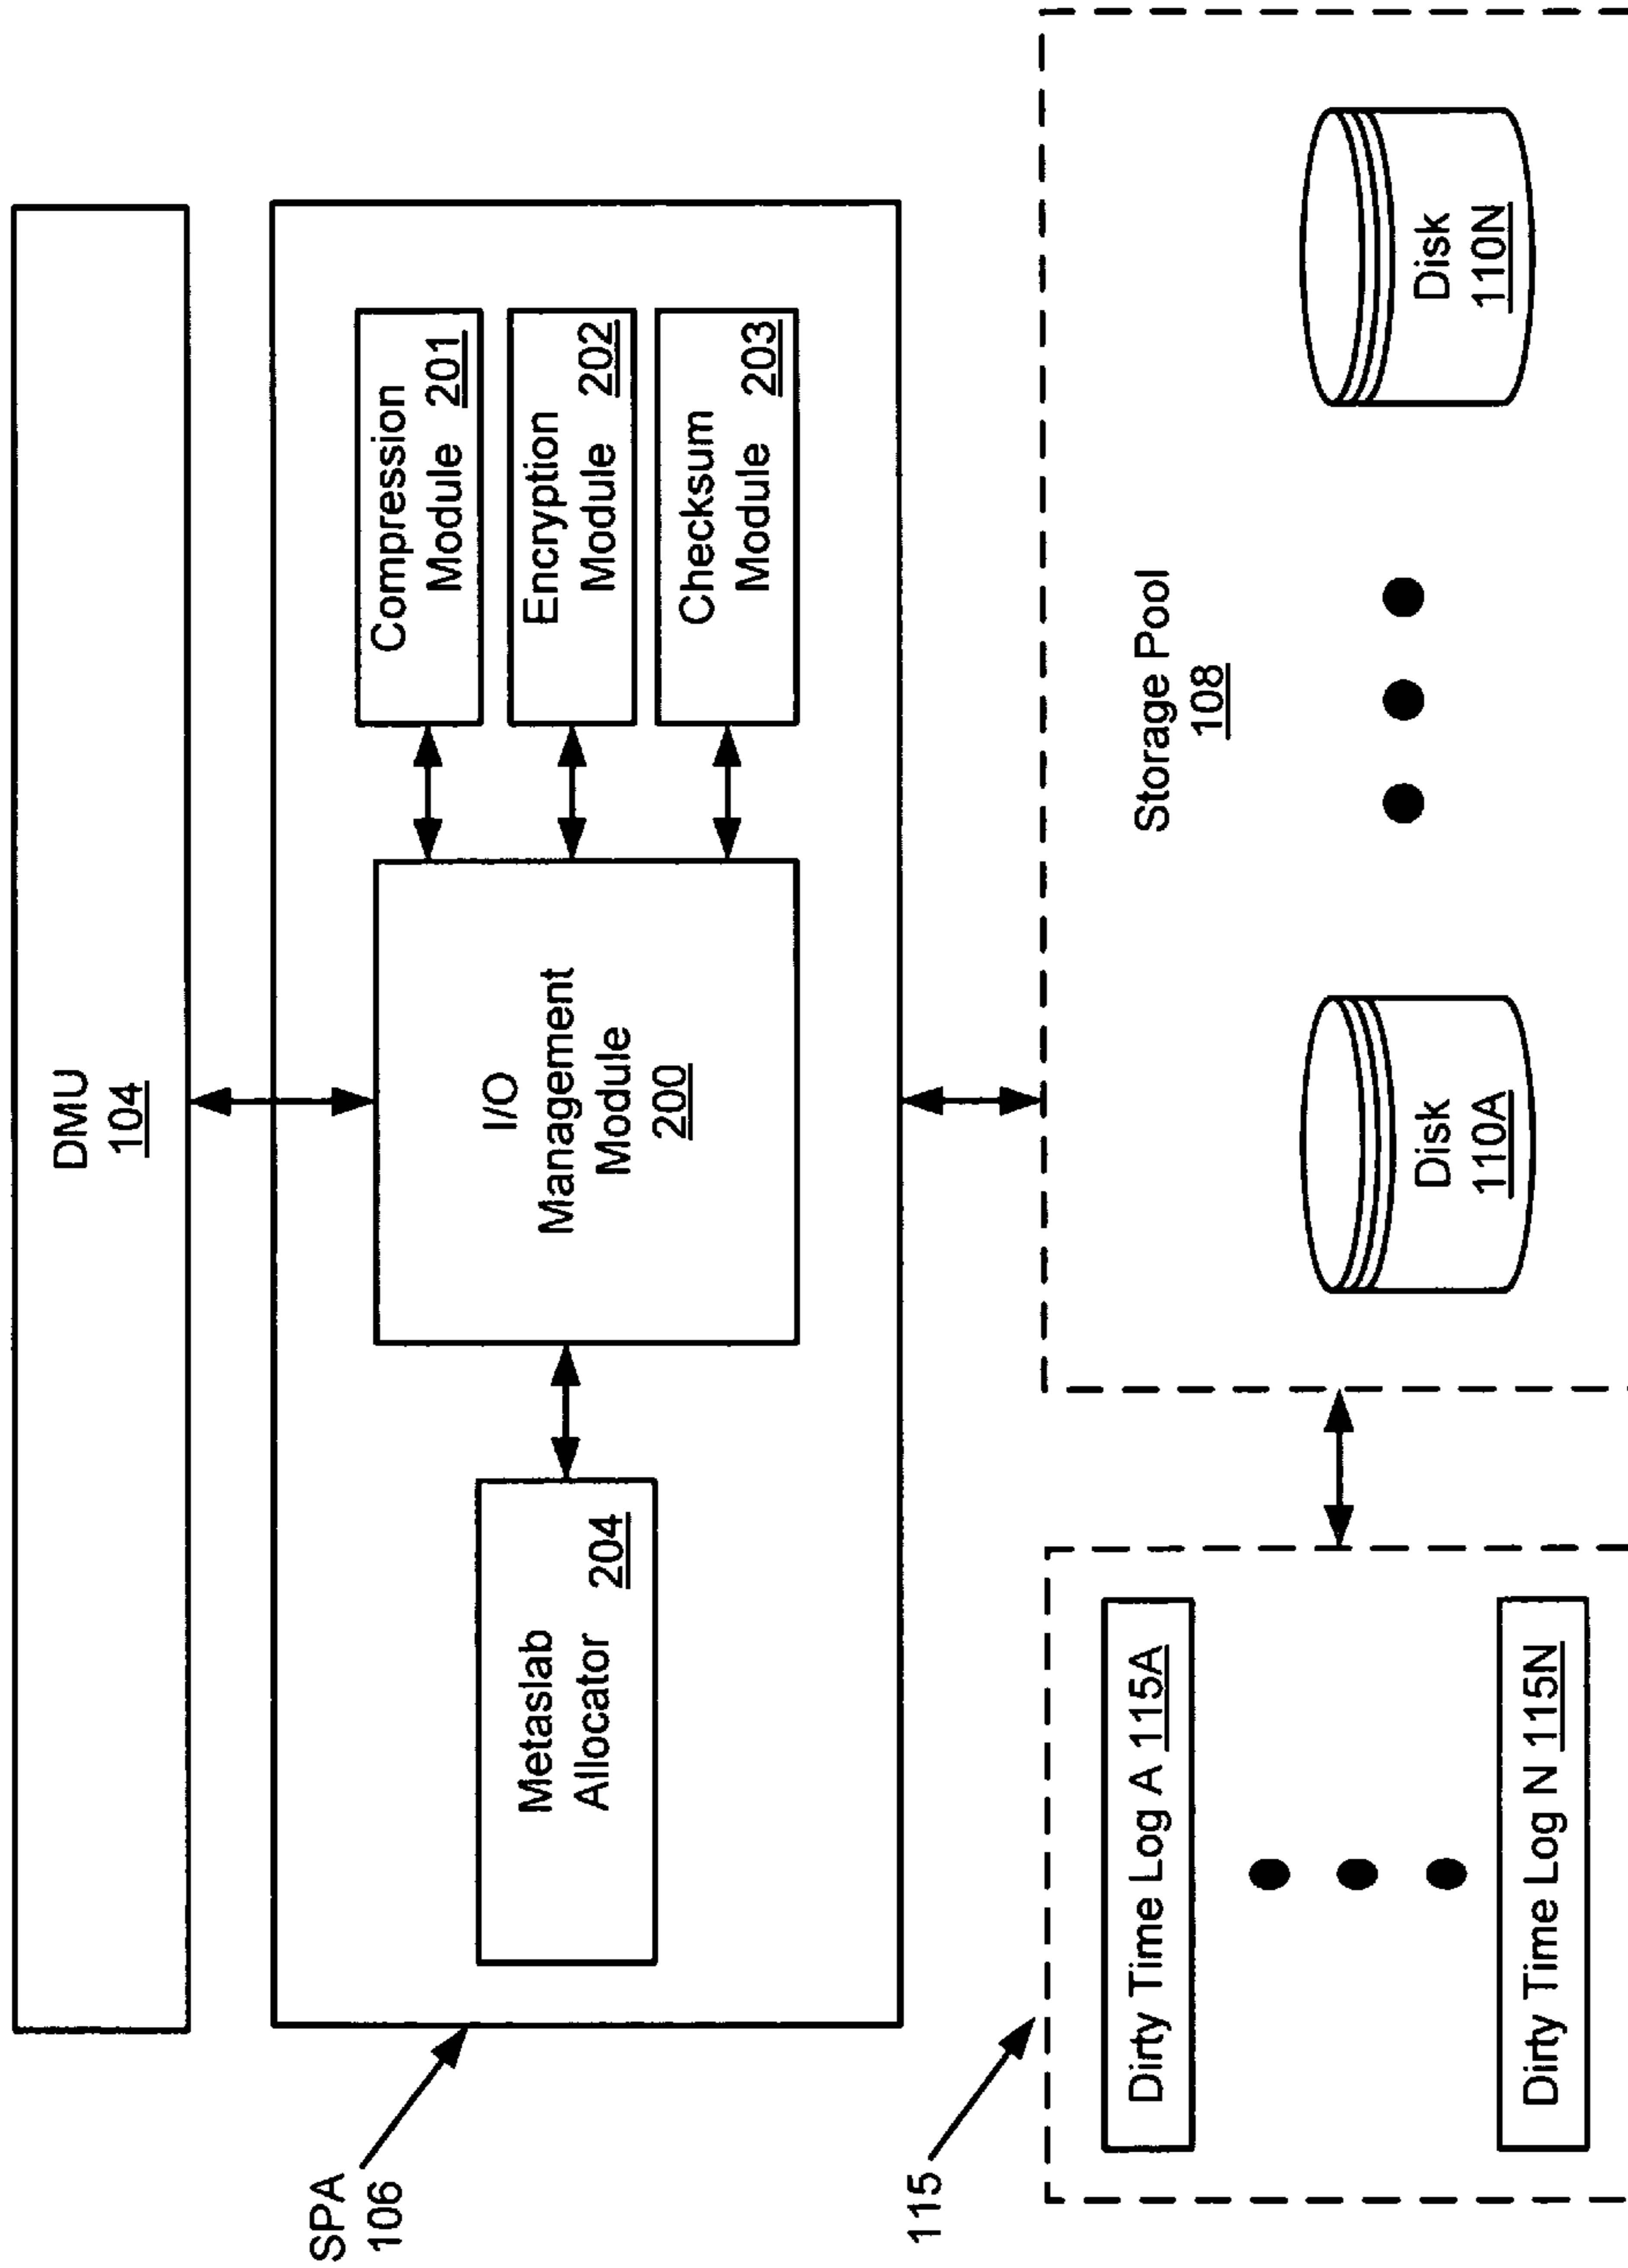 DMU
104
SPA
106
Metaslab
Allocator 204
I/O
Management
Module
200
Compression
Module 201
Encryption
Module 202
Checksum
Module 203
115
Dirty Time Log A 115A
Dirty Time Log N 115N
Storage Pool
108
Disk
110A
Disk
110N